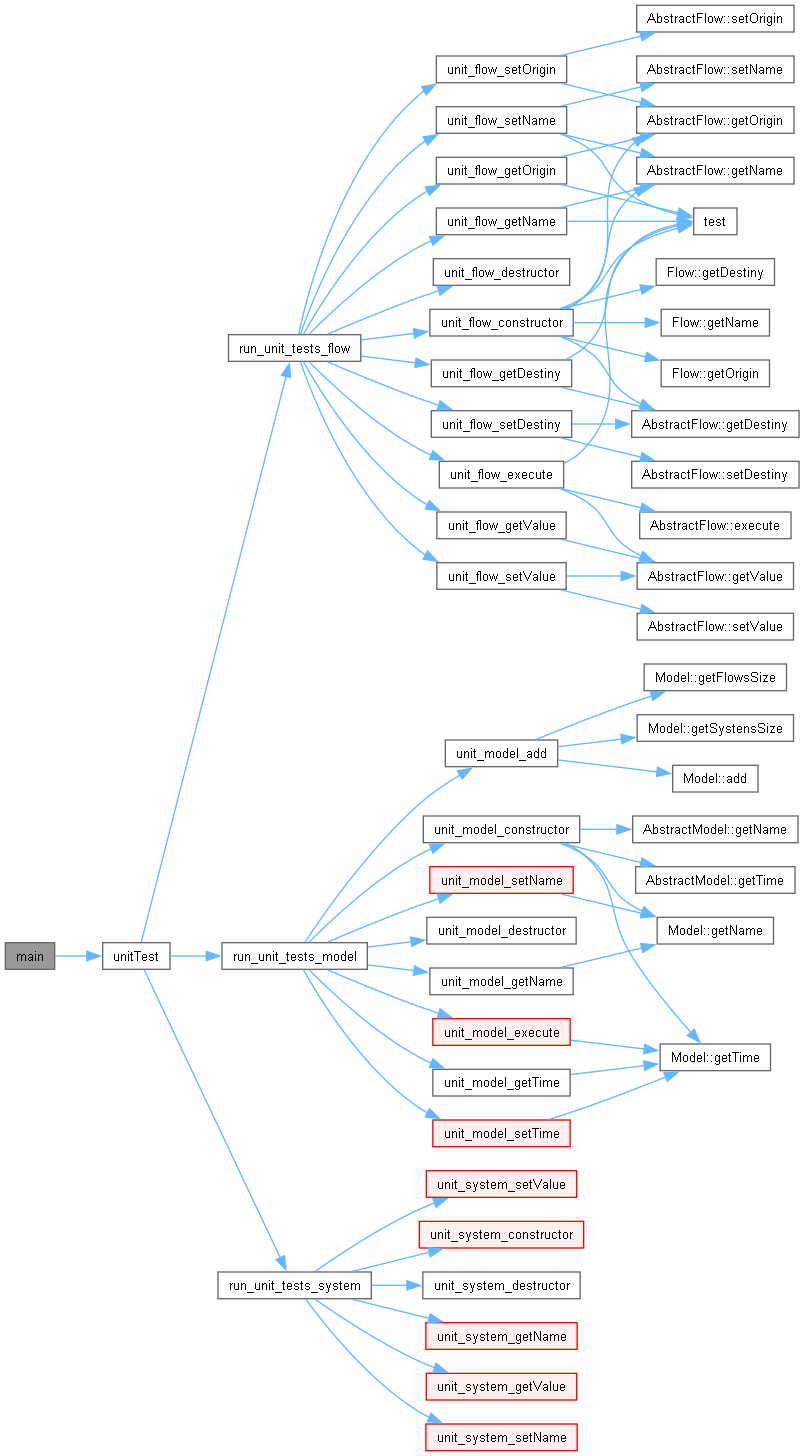 AbstractFlow::setOrigin
unit_flow_setOrigin
AbstractFlow::setName
unit_flow_setName
AbstractFlow::getOrigin
unit_flow_getOrigin
AbstractFlow::getName
unit_flow_getName
test
unit_flow_destructor
Flow::getDestiny
unit_flow_constructor
Flow::getName
run_unit_tests_flow
unit_flow_getDestiny
Flow::getOrigin
unit_flow_setDestiny
AbstractFlow::getDestiny
unit_flow_execute
AbstractFlow::setDestiny
unit_flow_getValue
AbstractFlow::execute
unit_flow_setValue
AbstractFlow::getValue
AbstractFlow::setValue
Model::getFlowsSize
Model::getSystensSize
unit_model_add
Model::add
unit_model_constructor
AbstractModel::getName
unit_model_setName
AbstractModel::getTime
unit_model_destructor
Model::getName
main
unitTest
run_unit_tests_model
unit_model_getName
unit_model_execute
Model::getTime
unit_model_getTime
unit_model_setTime
unit_system_setValue
unit_system_constructor
run_unit_tests_system
unit_system_destructor
unit_system_getName
unit_system_getValue
unit_system_setName